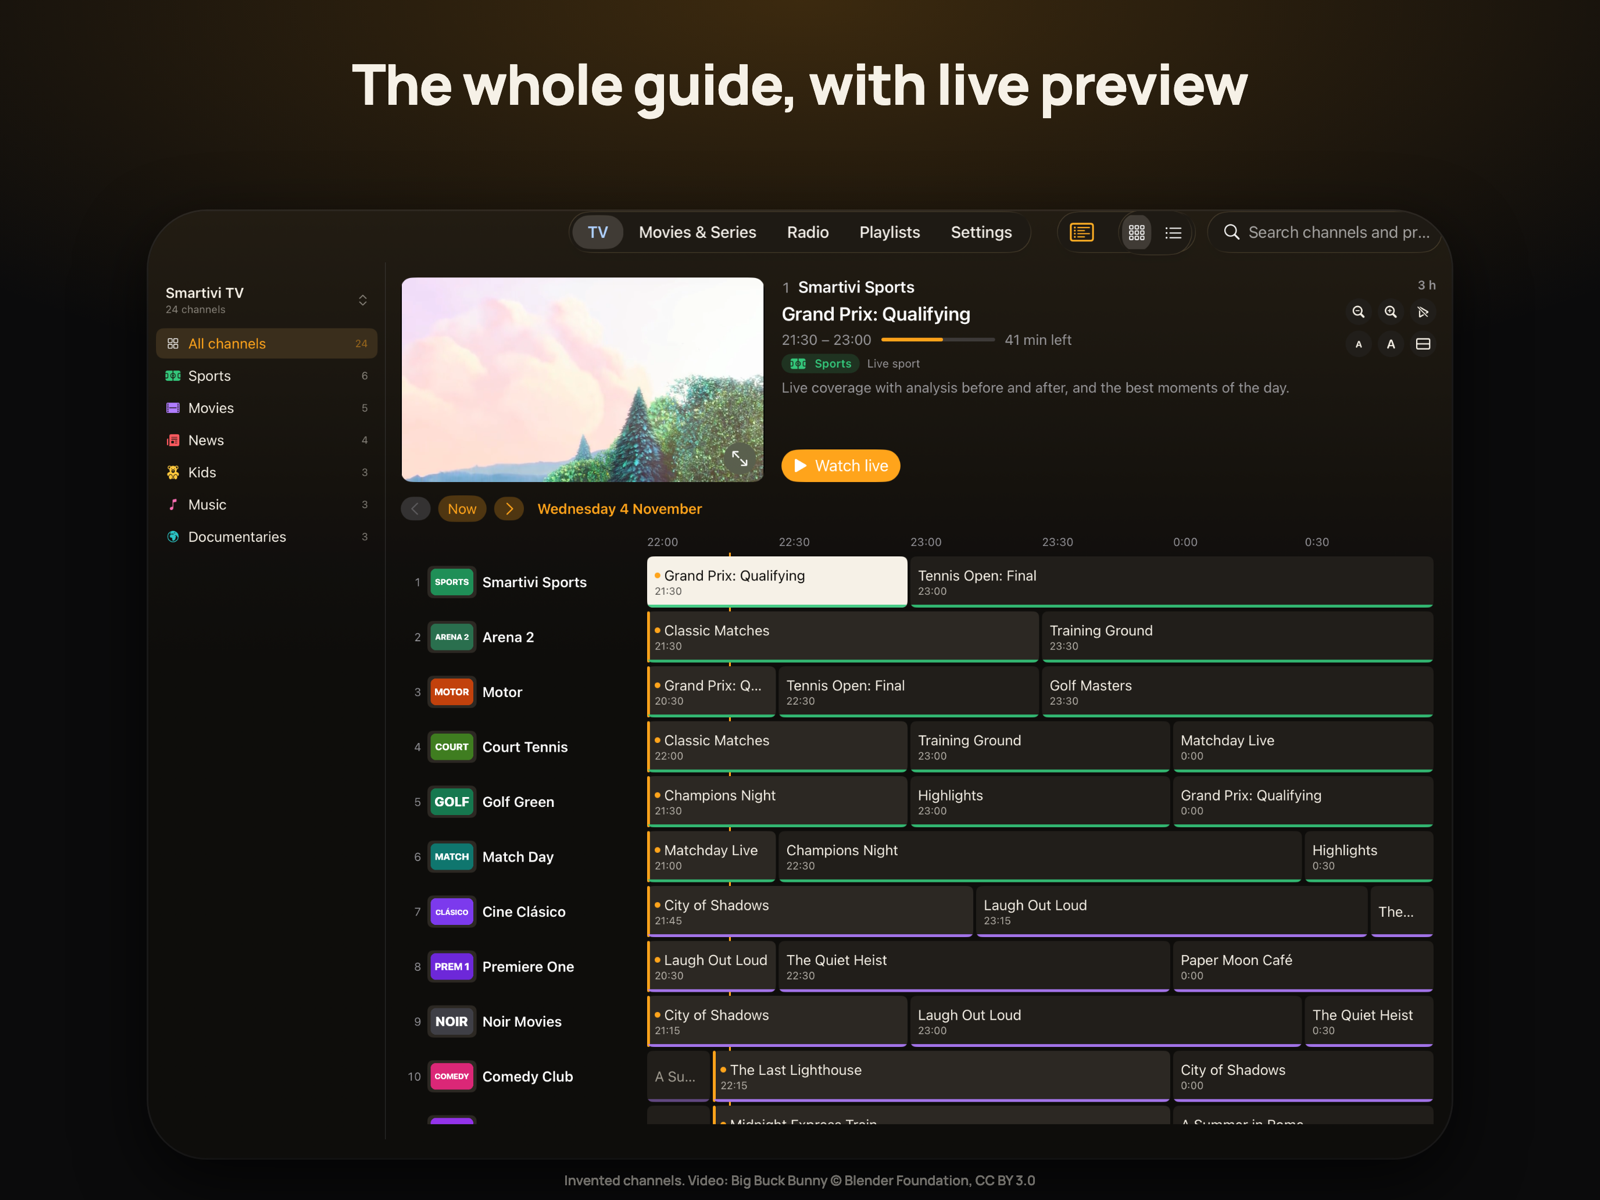 The whole guide, with live preview
TV Movies & Series Radio Playlists Settings
Search channels and pr...
Smartivi TV
24 channels
All channels 24
Sports 6
Movies 5
News 4
Kids 3
Music 3
Documentaries 3
1 Smartivi Sports
3 h
Grand Prix: Qualifying
21:30 – 23:00 41 min left
Sports Live sport
Live coverage with analysis before and after, and the best moments of the day.
A A
Watch live
Now Wednesday 4 November
22:00 22:30 23:00 23:30 0:00 0:30
1 SPORTS Smartivi Sports
Grand Prix: Qualifying
21:30
Tennis Open: Final
23:00
2 ARENA 2 Arena 2
Classic Matches
21:30
Training Ground
23:30
3 MOTOR Motor
Grand Prix: Q...
20:30
Tennis Open: Final
22:30
Golf Masters
23:30
4 COURT Court Tennis
Classic Matches
22:00
Training Ground
23:00
Matchday Live
0:00
5 GOLF Golf Green
Champions Night
21:30
Highlights
23:00
Grand Prix: Qualifying
0:00
6 MATCH Match Day
Matchday Live
21:00
Champions Night
22:30
Highlights
0:30
7 CLÁSICO Cine Clásico
City of Shadows
21:45
Laugh Out Loud
23:15
The...
8 PREM 1 Premiere One
Laugh Out Loud
20:30
The Quiet Heist
22:30
Paper Moon Café
0:00
9 NOIR Noir Movies
City of Shadows
21:15
Laugh Out Loud
23:00
The Quiet Heist
0:30
10 COMEDY Comedy Club
A Su...
The Last Lighthouse
22:15
City of Shadows
0:00
Midnight Express Train
A Summer in Rome
Invented channels. Video: Big Buck Bunny © Blender Foundation, CC BY 3.0